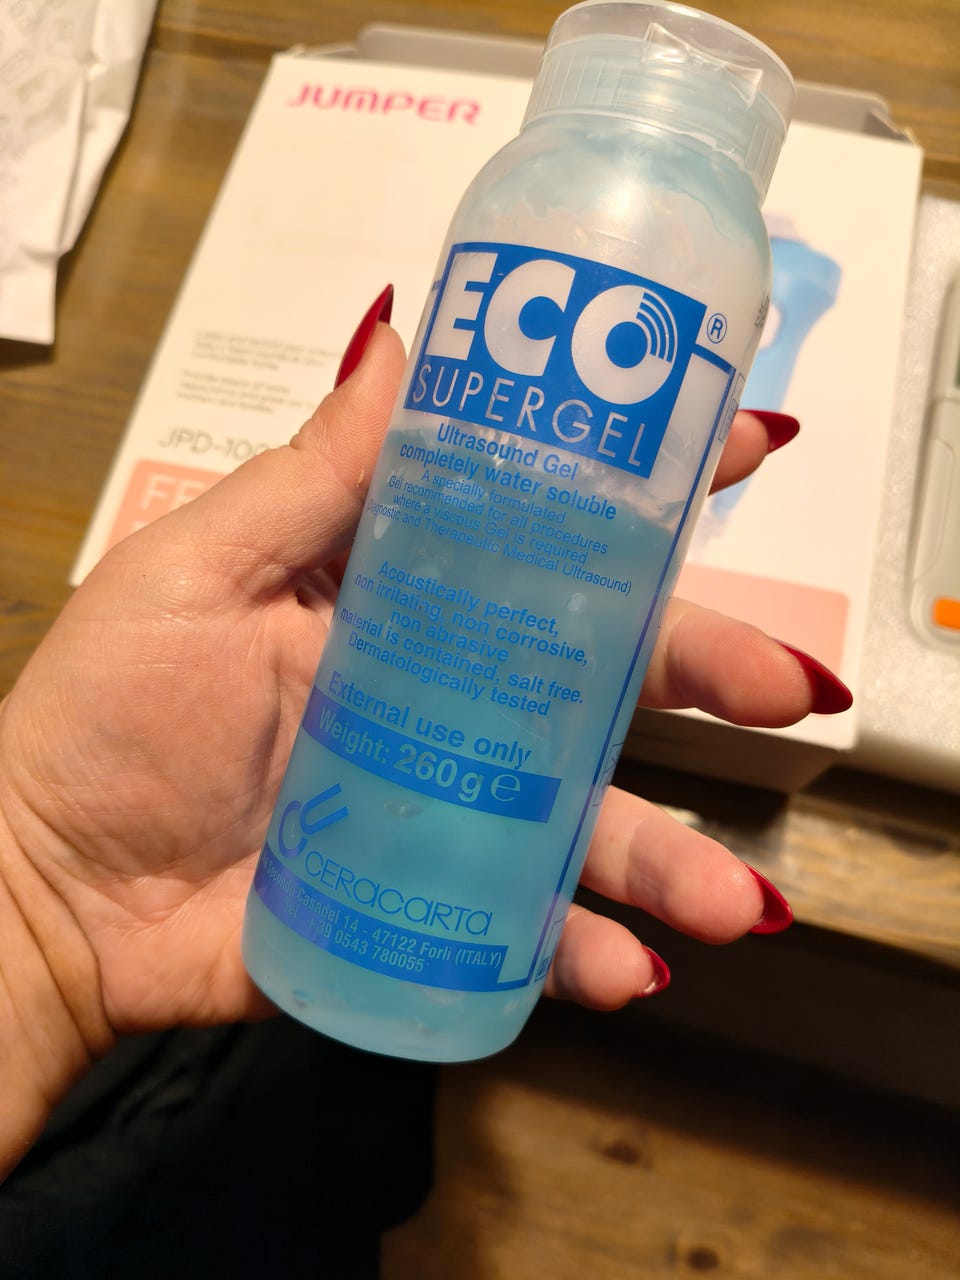 JUMPER
ECO
®
SUPERGEL
Ultrasound Gel
completely water soluble
A specially formulated
Gel recommended for all procedures
where a viscous Gel is required
Diagnostic and Therapeutic Medical Ultrasound)
Acoustically perfect,
non irritating, non corrosive,
non abrasive
material is contained, salt free.
Dermatologically tested
External use only
Weight: 260g ℮
CERACARTA
Secondo Casadei 14 - 47122 Forlì (ITALY)
Tel. +39 0543 780055
JPD-100